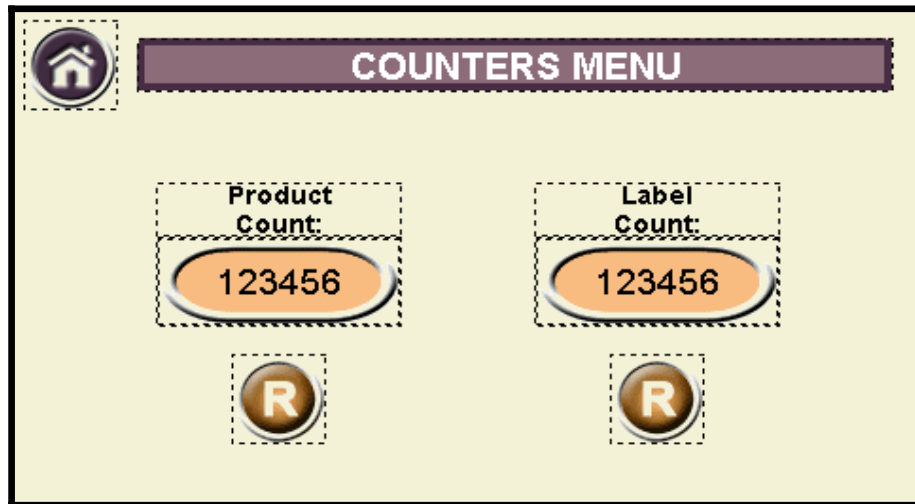 COUNTERS MENU
Product
Count:
123456
R
Label
Count:
123456
R